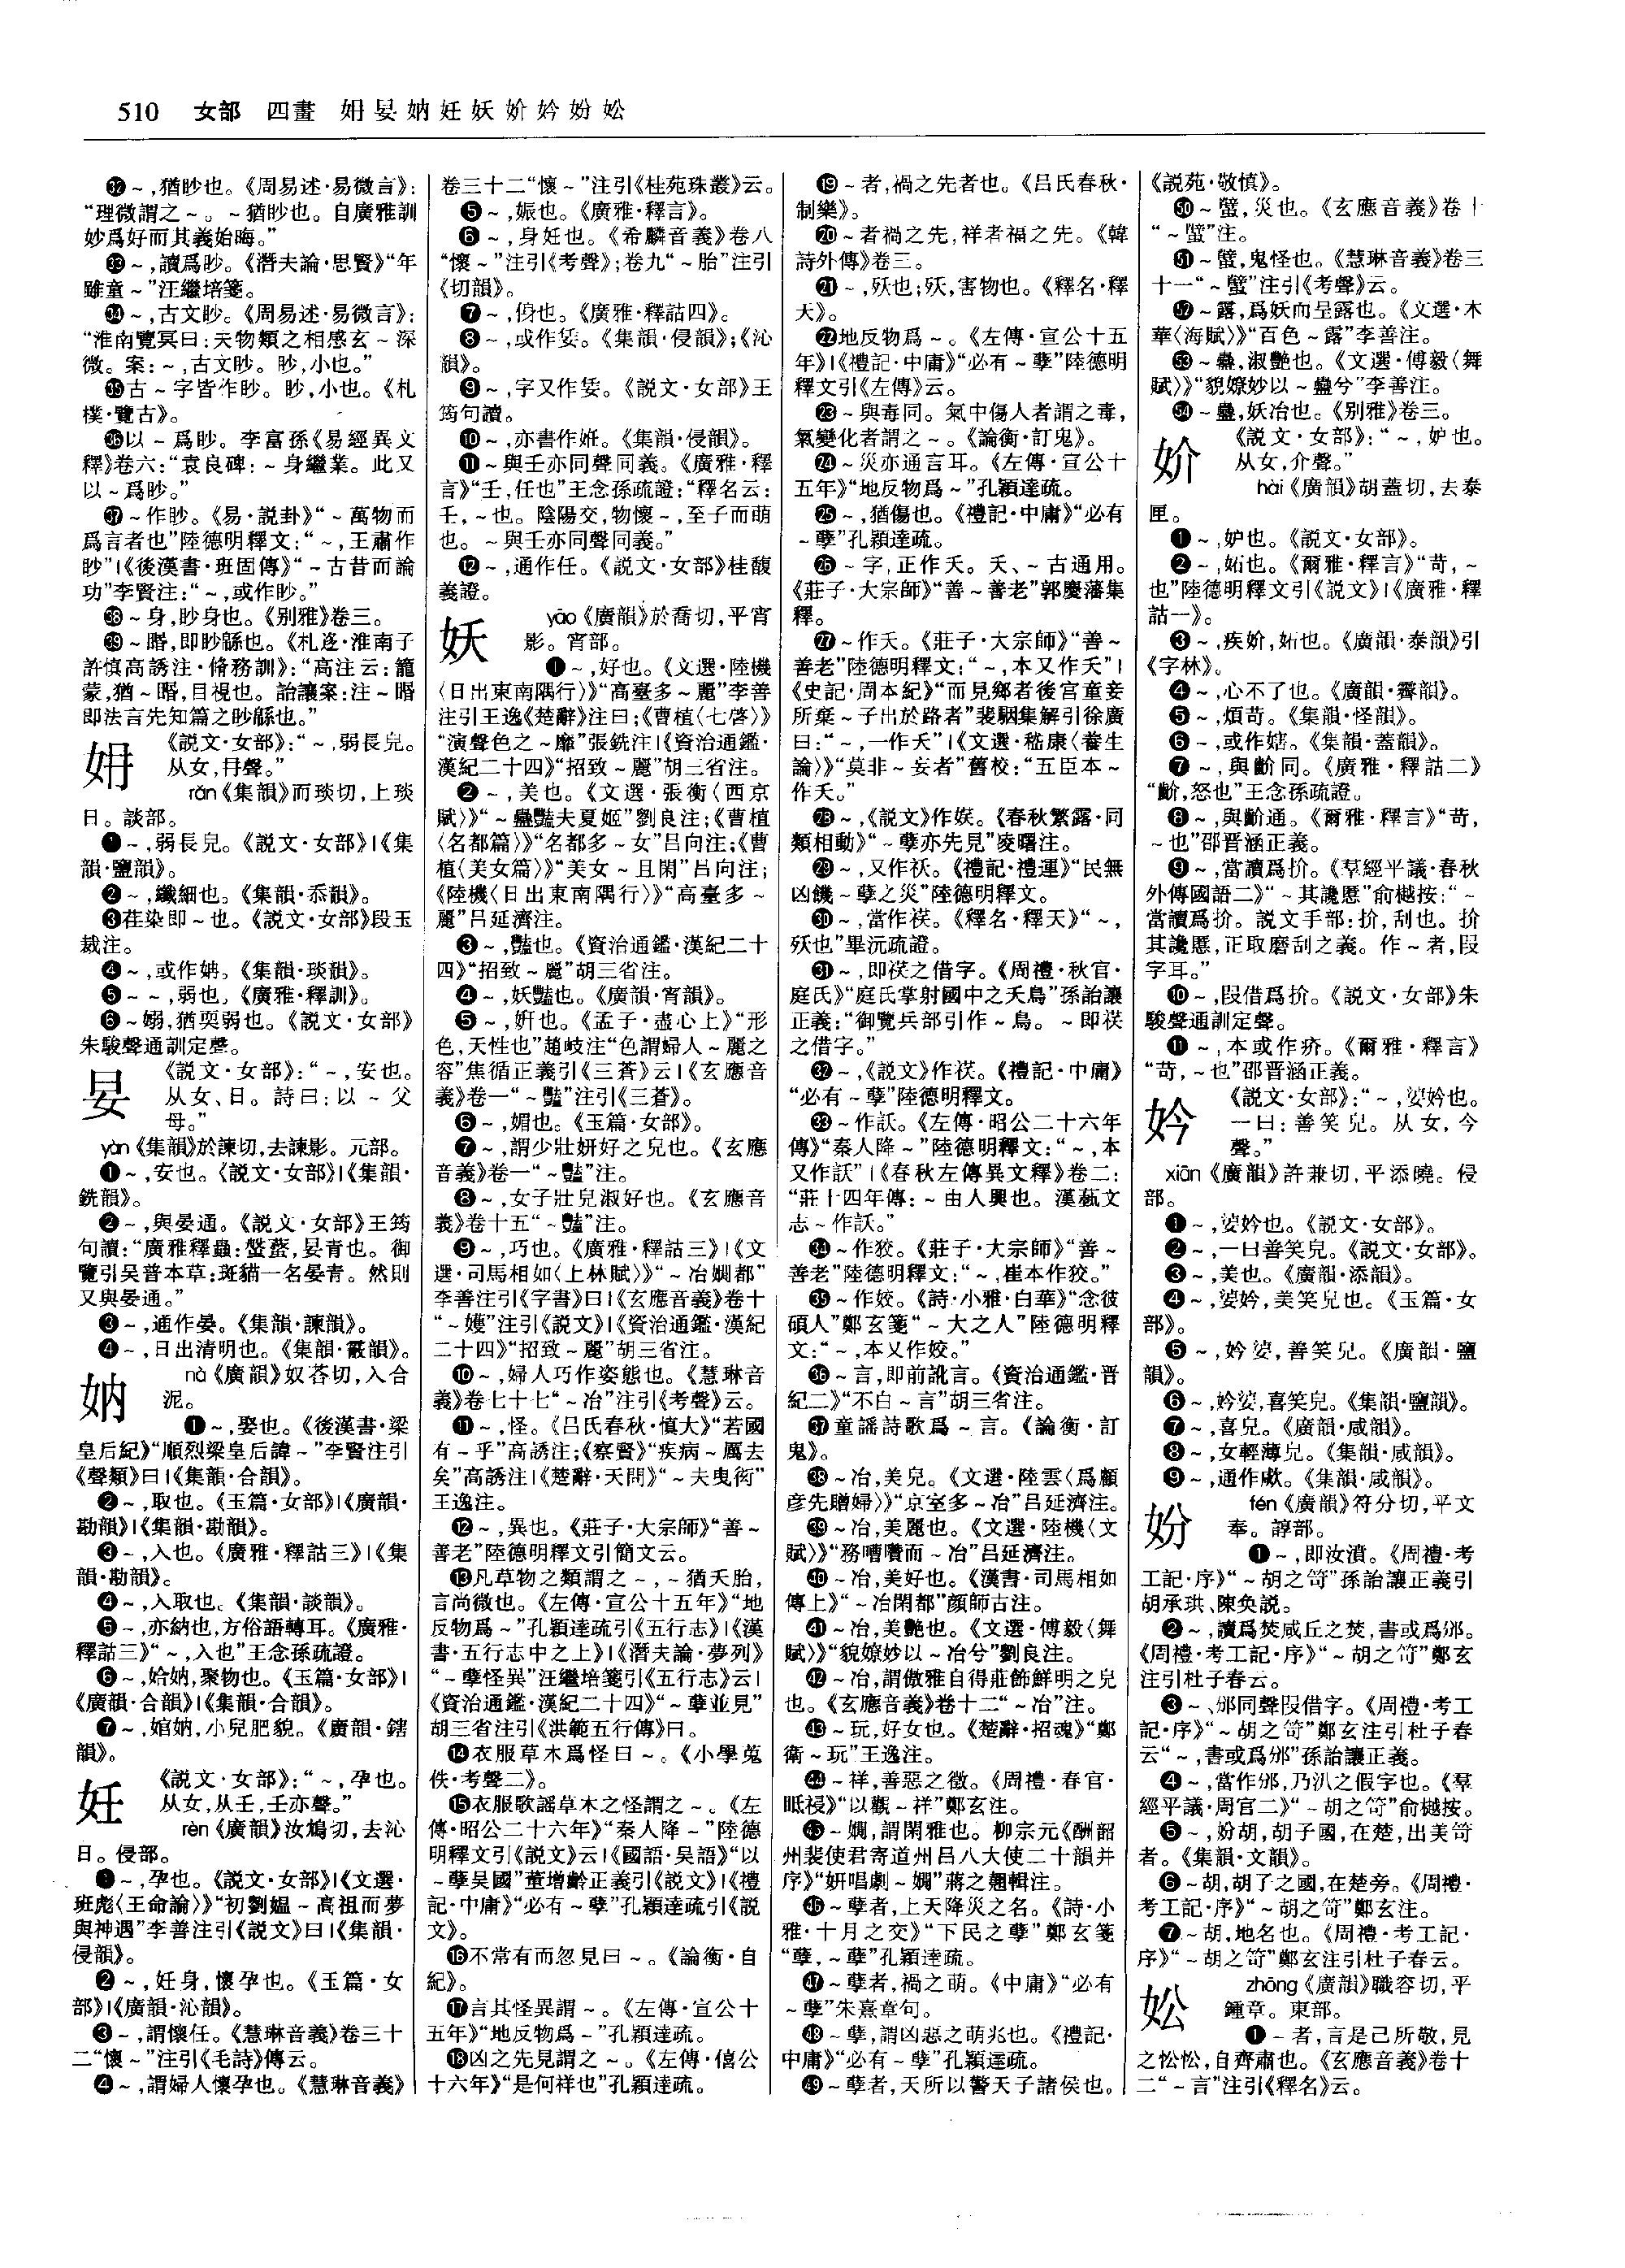 510 女部 四畫 姌妟妠妊妖妎妗妢妐
㉜～,猶眇也。《周易述·易微言》:
“理微謂之～。～猶眇也。自廣雅訓
妙爲好而其義始晦。”
㉝～,讀爲眇。《潛夫論·思賢》“年
雖童～”汪繼培箋。
㉞～,古文眇。《周易述·易微言》:
“淮南覽冥曰:夫物類之相感玄～深
微。案:～,古文眇。眇,小也。”
㉟古～字皆作眇。眇,小也。《札
樸·覽古》。
㊱以～爲眇。李富孫《易經異文
釋》卷六:“袁良碑:～身繼業。此又
以～爲眇。”
㊲～作眇。《易·説卦》“～萬物而
爲言者也”陸德明釋文:“～,王肅作
眇”|《後漢書·班固傳》“～古昔而論
功”李賢注:“～,或作眇。”
㊳～身,眇身也。《别雅》卷三。
㊴～䁂,即眇緜也。《札迻·淮南子
許慎高誘注·脩務訓》:“高注云:籠
蒙,猶～䁂,目視也。詒讓案:注～䁂
即法言先知篇之眇緜也。”
姌 《説文·女部》:“～,弱長皃。
从女,冄聲。”
rǎn《集韻》而琰切,上琰
日。談部。
❶～,弱長皃。《説文·女部》|《集
韻·鹽韻》。
❷～,纖細也。《集韻·忝韻》。
❸荏染即～也。《説文·女部》段玉
裁注。
❹～,或作姌。《集韻·琰韻》。
❺～～,弱也。《廣雅·釋訓》。
❻～嫋,猶耎弱也。《説文·女部》
朱駿聲通訓定聲。
妟 《説文·女部》:“～,安也。
从女、日。詩曰:以～父
母。”
yàn《集韻》於諫切,去諫影。元部。
❶～,安也。《説文·女部》|《集韻·
銑韻》。
❷～,與晏通。《説文·女部》王筠
句讀:“廣雅釋蟲:螌蝥,晏青也。御
覽引吴普本草:斑貓一名晏青。然則
又與晏通。”
❸～,通作晏。《集韻·諫韻》。
❹～,日出清明也。《集韻·霰韻》。
妠 nà《廣韻》奴荅切,入合
泥。
❶～,娶也。《後漢書·梁
皇后紀》“順烈梁皇后諱～”李賢注引
《聲類》曰|《集韻·合韻》。
❷～,取也。《玉篇·女部》|《廣韻·
勘韻》|《集韻·勘韻》。
❸～,入也。《廣雅·釋詁三》|《集
韻·勘韻》。
❹～,入取也。《集韻·談韻》。
❺～,亦納也,方俗語轉耳。《廣雅·
釋詁三》“～,入也”王念孫疏證。
❻～,姶妠,聚物也。《玉篇·女部》|
《廣韻·合韻》|《集韻·合韻》。
❼～,婠妠,小兒肥貌。《廣韻·鎋
韻》。
妊 《説文·女部》:“～,孕也。
从女,从壬,壬亦聲。”
rèn《廣韻》汝鴆切,去沁
日。侵部。
❶～,孕也。《説文·女部》|《文選·
班彪〈王命論〉》“初劉媪～高祖而夢
與神遇”李善注引《説文》曰|《集韻·
侵韻》。
❷～,妊身,懷孕也。《玉篇·女
部》|《廣韻·沁韻》。
❸～,謂懷任。《慧琳音義》卷三十
二“懷～”注引《毛詩》傳云。
❹～,謂婦人懷孕也。《慧琳音義》
卷三十二“懷～”注引《桂苑珠叢》云。
❺～,娠也。《廣雅·釋言》。
❻～,身妊也。《希麟音義》卷八
“懷～”注引《考聲》;卷九“～胎”注引
《切韻》。
❼～,㑗也。《廣雅·釋詁四》。
❽～,或作姙。《集韻·侵韻》;《沁
韻》。
❾～,字又作姙。《説文·女部》王
筠句讀。
❿～,亦書作姙。《集韻·侵韻》。
⓫～與壬亦同聲同義。《廣雅·釋
言》“壬,任也”王念孫疏證:“釋名云:
壬,～也。陰陽交,物懷～,至子而萌
也。～與壬亦同聲同義。”
⓬～,通作任。《説文·女部》桂馥
義證。
妖 yāo《廣韻》於喬切,平宵
影。宵部。
❶～,好也。《文選·陸機
〈日出東南隅行〉》“高臺多～麗”李善
注引王逸《楚辭》注曰;《曹植〈七啓〉》
“演聲色之～靡”張銑注|《資治通鑑·
漢紀二十四》“招致～麗”胡三省注。
❷～,美也。《文選·張衡〈西京
賦〉》“～蠱豔夫夏姬”劉良注;《曹植
〈名都篇〉》“名都多～女”吕向注;《曹
植〈美女篇〉》“美女～且閑”吕向注;
《陸機〈日出東南隅行〉》“高臺多～
麗”吕延濟注。
❸～,豔也。《資治通鑑·漢紀二十
四》“招致～麗”胡三省注。
❹～,妖豔也。《廣韻·宵韻》。
❺～,姸也。《孟子·盡心上》“形
色,天性也”趙岐注“色謂婦人～麗之
容”焦循正義引《三蒼》云|《玄應音
義》卷一“～豔”注引《三蒼》。
❻～,媚也。《玉篇·女部》。
❼～,謂少壯妍好之皃也。《玄應
音義》卷一“～豔”注。
❽～,女子壯皃淑好也。《玄應音
義》卷十五“～豔”注。
❾～,巧也。《廣雅·釋詁三》|《文
選·司馬相如〈上林賦〉》“～冶嫺都”
李善注引《字書》曰|《玄應音義》卷十
“～嬳”注引《説文》|《資治通鑑·漢紀
二十四》“招致～麗”胡三省注。
❿～,婦人巧作姿態也。《慧琳音
義》卷七十七“～冶”注引《考聲》云。
⓫～,怪。《吕氏春秋·慎大》“若國
有～乎”高誘注;《察賢》“疾病～厲去
矣”高誘注|《楚辭·天問》“～夫曳衒”
王逸注。
⓬～,異也。《莊子·大宗師》“善～
善老”陸德明釋文引簡文云。
⓭凡草物之類謂之～,～猶夭胎,
言尚微也。《左傳·宣公十五年》“地
反物爲～”孔穎達疏引《五行志》|《漢
書·五行志中之上》|《潛夫論·夢列》
“～孽怪異”汪繼培箋引《五行志》云|
《資治通鑑·漢紀二十四》“～孽並見”
胡三省注引《洪範五行傳》曰。
⓮衣服草木爲怪曰～。《小學蒐
佚·考聲二》。
⓯衣服歌謡草木之怪謂之～。《左
傳·昭公二十六年》“秦人降～”陸德
明釋文引《説文》云|《國語·吴語》“以
～孽吴國”董增齡正義引《説文》|《禮
記·中庸》“必有～孽”孔穎達疏引《説
文》。
⓰不常有而忽見曰～。《論衡·自
紀》。
⓱言其怪異謂～。《左傳·宣公十
五年》“地反物爲～”孔穎達疏。
⓲凶之先見謂之～。《左傳·僖公
十六年》“是何祥也”孔穎達疏。
⓳～者,禍之先者也。《吕氏春秋·
制樂》。
⓴～者禍之先,祥者福之先。《韓
詩外傳》卷三。
㉑～,殀也;殀,害物也。《釋名·釋
天》。
㉒地反物爲～。《左傳·宣公十五
年》|《禮記·中庸》“必有～孽”陸德明
釋文引《左傳》云。
㉓～與毒同。氣中傷人者謂之毒,
氣變化者謂之～。《論衡·訂鬼》。
㉔～災亦通言耳。《左傳·宣公十
五年》“地反物爲～”孔穎達疏。
㉕～,猶傷也。《禮記·中庸》“必有
～孽”孔穎達疏。
㉖～字,正作夭。夭、～古通用。
《莊子·大宗師》“善～善老”郭慶藩集
釋。
㉗～作夭。《莊子·大宗師》“善～
善老”陸德明釋文:“～,本又作夭”|
《史記·周本紀》“而見鄉者後宫童妾
所棄～子出於路者”裴駰集解引徐廣
曰:“～,一作夭”|《文選·嵇康〈養生
論〉》“莫非～妄者”舊校:“五臣本～
作夭。”
㉘～,《説文》作媄。《春秋繁露·同
類相動》“～孽亦先見”凌曙注。
㉙～,又作祅。《禮記·禮運》“民無
凶饑～孽之災”陸德明釋文。
㉚～,當作䄏。《釋名·釋天》“～,
殀也”畢沅疏證。
㉛～,即䄏之借字。《周禮·秋官·
庭氏》“庭氏掌射國中之夭鳥”孫詒讓
正義:“御覽兵部引作～鳥。～即䄏
之借字。”
㉜～,《説文》作䄏。《禮記·中庸》
“必有～孽”陸德明釋文。
㉝～作訞。《左傳·昭公二十六年
傳》“秦人降～”陸德明釋文:“～,本
又作訞”|《春秋左傳異文釋》卷二:
“莊十四年傳:～由人興也。漢蓺文
志～作訞。”
㉞～作狡。《莊子·大宗師》“善～
善老”陸德明釋文:“～,崔本作狡。”
㉟～作姣。《詩·小雅·白華》“念彼
碩人”鄭玄箋“～大之人”陸德明釋
文:“～,本又作姣。”
㊱～言,即前訛言。《資治通鑑·晋
紀二》“不白～言”胡三省注。
㊲童謡詩歌爲～言。《論衡·訂
鬼》。
㊳～冶,美皃。《文選·陸雲〈爲顧
彦先贈婦〉》“京室多～冶”吕延濟注。
㊴～冶,美麗也。《文選·陸機〈文
賦〉》“務嘈囋而～冶”吕延濟注。
㊵～冶,美好也。《漢書·司馬相如
傳上》“～冶閑都”顔師古注。
㊶～冶,美艷也。《文選·傅毅〈舞
賦〉》“貌嫽妙以～冶兮”劉良注。
㊷～冶,謂傲雅自得莊飾鮮明之皃
也。《玄應音義》卷十二“～冶”注。
㊸～玩,好女也。《楚辭·招魂》“鄭
衛～玩”王逸注。
㊹～祥,善惡之徵。《周禮·春官·
眡祲》“以觀～祥”鄭玄注。
㊺～嫺,謂閑雅也。柳宗元《酬韶
州裴使君寄道州吕八大使二十韻并
序》“妍唱劇～嫺”蔣之翹輯注。
㊻～孽者,上天降災之名。《詩·小
雅·十月之交》“下民之孽”鄭玄箋
“孽,～孽”孔穎達疏。
㊼～孽者,禍之萌。《中庸》“必有
～孽”朱熹章句。
㊽～孽,謂凶惡之萌兆也。《禮記·
中庸》“必有～孽”孔穎達疏。
㊾～孽者,天所以警天子諸侯也。
《説苑·敬慎》。
㊿～蠥,災也。《玄應音義》卷十
“～蠥”注。
～蠥,鬼怪也。《慧琳音義》卷三
十一“～蠥”注引《考聲》云。
～露,爲妖而呈露也。《文選·木
華〈海賦〉》“百色～露”李善注。
～蠱,淑艷也。《文選·傅毅〈舞
賦〉》“貌嫽妙以～蠱兮”李善注。
～蠱,妖冶也。《别雅》卷三。
妎 《説文·女部》:“～,妒也。
从女,介聲。”
hài《廣韻》胡蓋切,去泰
匣。
❶～,妒也。《説文·女部》。
❷～,妬也。《爾雅·釋言》“苛,～
也”陸德明釋文引《説文》|《廣雅·釋
詁一》。
❸～,疾妎,妬也。《廣韻·泰韻》引
《字林》。
❹～,心不了也。《廣韻·霽韻》。
❺～,煩苛。《集韻·怪韻》。
❻～,或作嫎。《集韻·蓋韻》。
❼～,與齘同。《廣雅·釋詁二》
“齘,怒也”王念孫疏證。
❽～,與齘通。《爾雅·釋言》“苛,
～也”邵晋涵正義。
❾～,當讀爲扴。《羣經平議·春秋
外傳國語二》“～其讒慝”俞樾按:“～
當讀爲扴。説文手部:扴,刮也。扴
其讒慝,正取磨刮之義。作～者,叚
字耳。”
❿～,叚借爲扴。《説文·女部》朱
駿聲通訓定聲。
⓫～,本或作疥。《爾雅·釋言》
“苛,～也”邵晋涵正義。
妗 《説文·女部》:“～,婆妗也。
一曰:善笑皃。从女,今
聲。”
xiān《廣韻》許兼切,平添曉。侵
部。
❶～,㛪妗也。《説文·女部》。
❷～,一曰善笑皃。《説文·女部》。
❸～,美也。《廣韻·添韻》。
❹～,㛪妗,美笑皃也。《玉篇·女
部》。
❺～,妗㛪,善笑皃。《廣韻·鹽
韻》。
❻～,妗㛪,喜笑皃。《集韻·鹽韻》。
❼～,喜皃。《廣韻·咸韻》。
❽～,女輕薄皃。《集韻·咸韻》。
❾～,通作欦。《集韻·咸韻》。
妢 fén《廣韻》符分切,平文
奉。諄部。
❶～,即汝濆。《周禮·考
工記·序》“～胡之笴”孫詒讓正義引
胡承珙、陳奂説。
❷～,讀爲焚咸丘之焚,書或爲邠。
《周禮·考工記·序》“～胡之笴”鄭玄
注引杜子春云。
❸～、邠同聲叚借字。《周禮·考工
記·序》“～胡之笴”鄭玄注引杜子春
云“～,書或爲邠”孫詒讓正義。
❹～,當作邠,乃汃之假字也。《羣
經平議·周官二》“～胡之笴”俞樾按。
❺～,妢胡,胡子國,在楚,出美笴
者。《集韻·文韻》。
❻～胡,胡子之國,在楚旁。《周禮·
考工記·序》“～胡之笴”鄭玄注。
❼～胡,地名也。《周禮·考工記·
序》“～胡之笴”鄭玄注引杜子春云。
妐 zhōng《廣韻》職容切,平
鍾章。東部。
❶～者,言是己所敬,見
之忪忪,自齊肅也。《玄應音義》卷十
二“～言”注引《釋名》云。